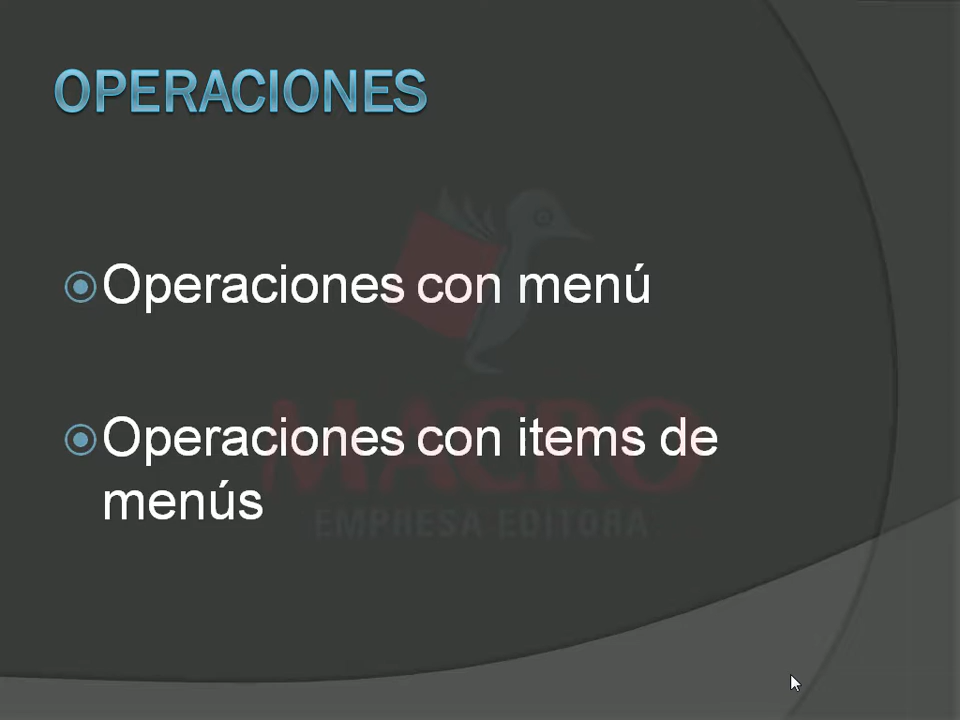 OPERACIONES
Operaciones con menú
Operaciones con items de
menús
MACRO
EMPRESA EDITORA